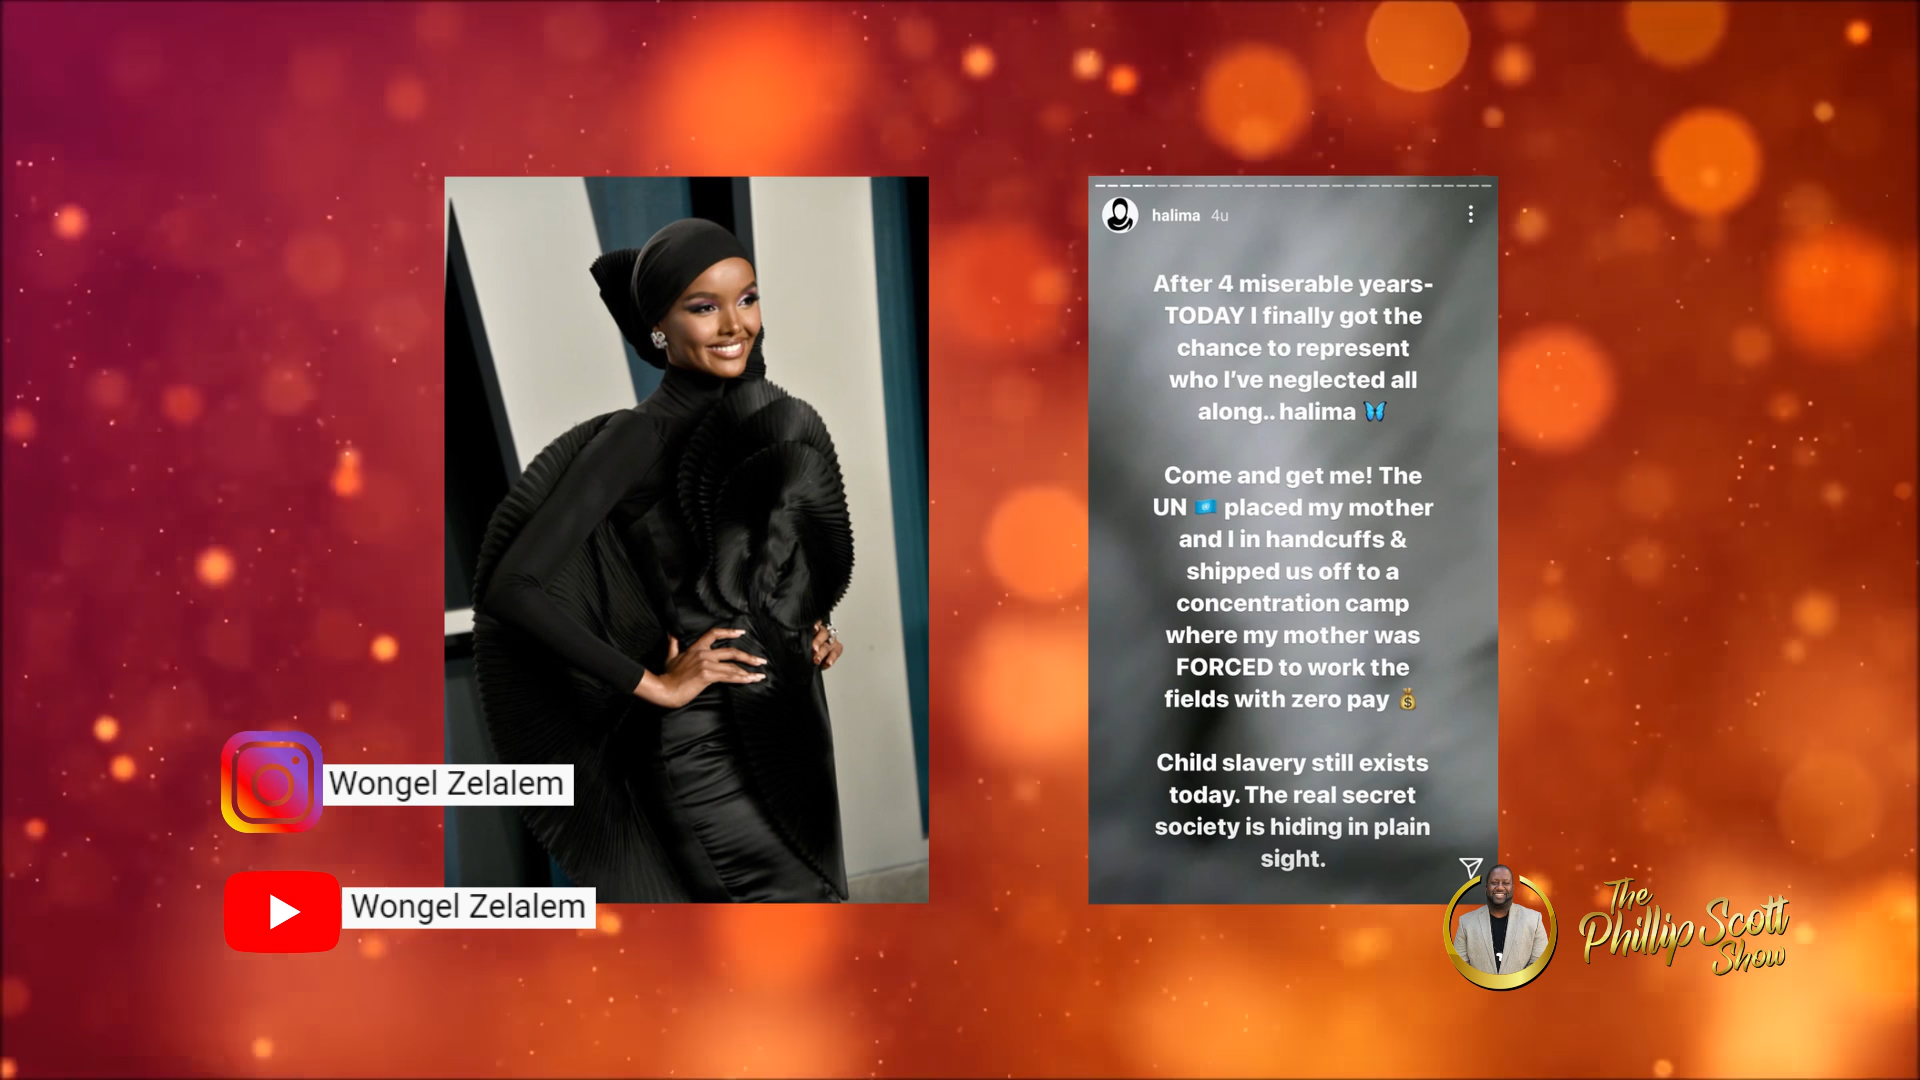 halima 4u
After 4 miserable years-
TODAY I finally got the
chance to represent
who I've neglected all
along.. halima 🦋
Come and get me! The
UN 🇺🇳 placed my mother
and I in handcuffs &
shipped us off to a
concentration camp
where my mother was
FORCED to work the
fields with zero pay 💰
Child slavery still exists
today. The real secret
society is hiding in plain
sight.
Wongel Zelalem
Wongel Zelalem
The
Phillip Scott
Show